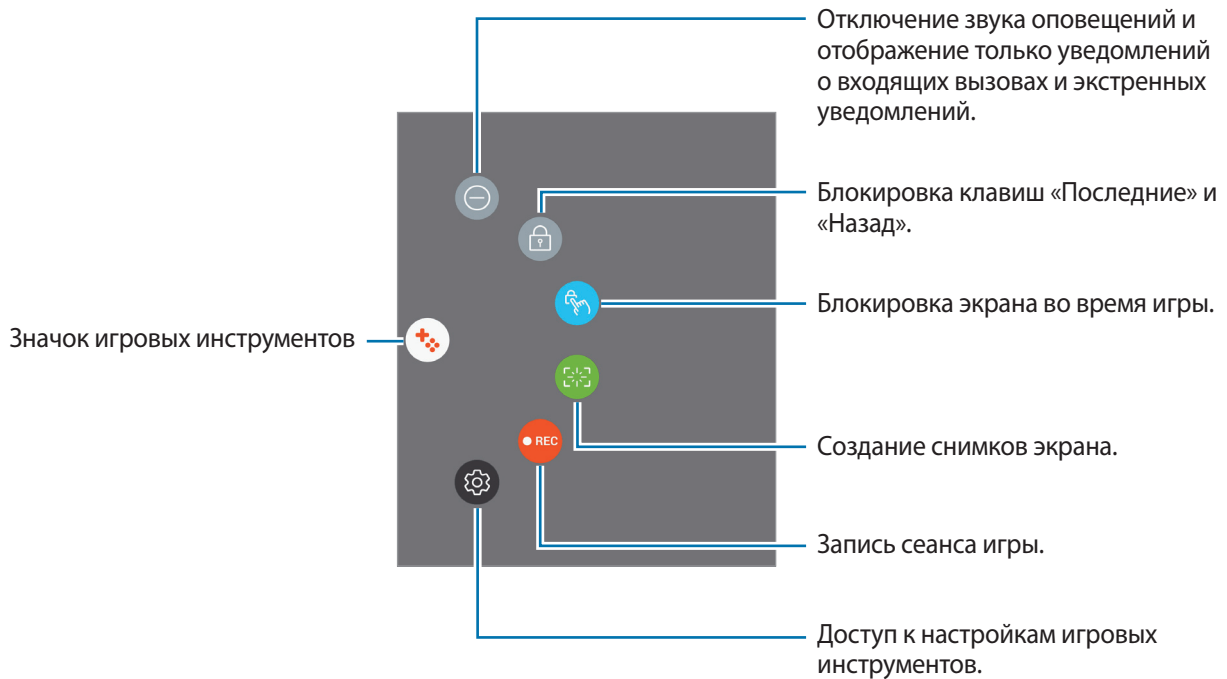 Отключение звука оповещений и
отображение только уведомлений
о входящих вызовах и экстренных
уведомлений.
Блокировка клавиш «Последние» и
«Назад».
Блокировка экрана во время игры.
Значок игровых инструментов
Создание снимков экрана.
REC
Запись сеанса игры.
Доступ к настройкам игровых
инструментов.